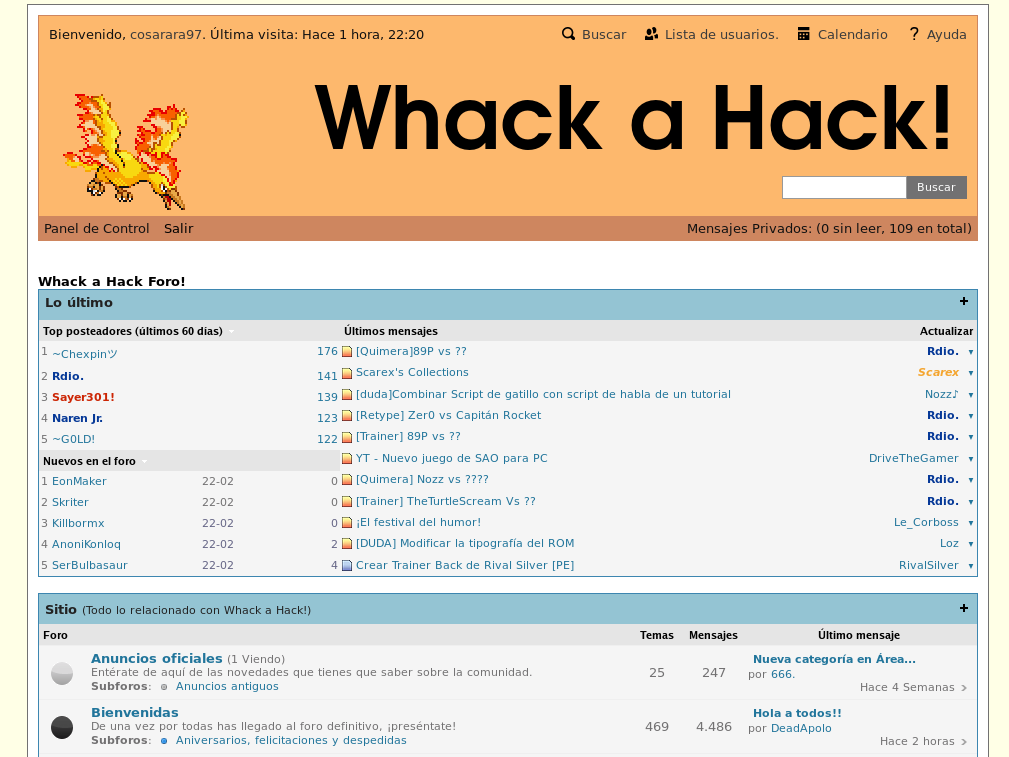 Bienvenido, cosarara97. Última visita: Hace 1 hora, 22:20 Buscar Lista de usuarios. Calendario Ayuda
Whack a Hack!
Buscar
Panel de Control Salir Mensajes Privados: (0 sin leer, 109 en total)
Whack a Hack Foro!
Lo último
Top posteadores (últimos 60 días)
1 ~Chexpinツ 176
2 Rdio. 141
3 Sayer301! 139
4 Naren Jr. 123
5 ~G0LD! 122
Nuevos en el foro
1 EonMaker 22-02 0
2 Skriter 22-02 0
3 Killbormx 22-02 0
4 AnoniKonloq 22-02 2
5 SerBulbasaur 22-02 4
Últimos mensajes Actualizar
[Quimera]89P vs ?? Rdio.
Scarex's Collections Scarex
[duda]Combinar Script de gatillo con script de habla de un tutorial Nozz♪
[Retype] Zer0 vs Capitán Rocket Rdio.
[Trainer] 89P vs ?? Rdio.
YT - Nuevo juego de SAO para PC DriveTheGamer
[Quimera] Nozz vs ???? Rdio.
[Trainer] TheTurtleScream Vs ?? Rdio.
¡El festival del humor! Le_Corboss
[DUDA] Modificar la tipografía del ROM Loz
Crear Trainer Back de Rival Silver [PE] RivalSilver
Sitio (Todo lo relacionado con Whack a Hack!)
Foro Temas Mensajes Último mensaje
Anuncios oficiales (1 Viendo)
Entérate de aquí de las novedades que tienes que saber sobre la comunidad.
Subforos: Anuncios antiguos
25 247
Nueva categoría en Área...
por 666.
Hace 4 Semanas
Bienvenidas
De una vez por todas has llegado al foro definitivo, ¡preséntate!
Subforos: Aniversarios, felicitaciones y despedidas
469 4.486
Hola a todos!!
por DeadApolo
Hace 2 horas